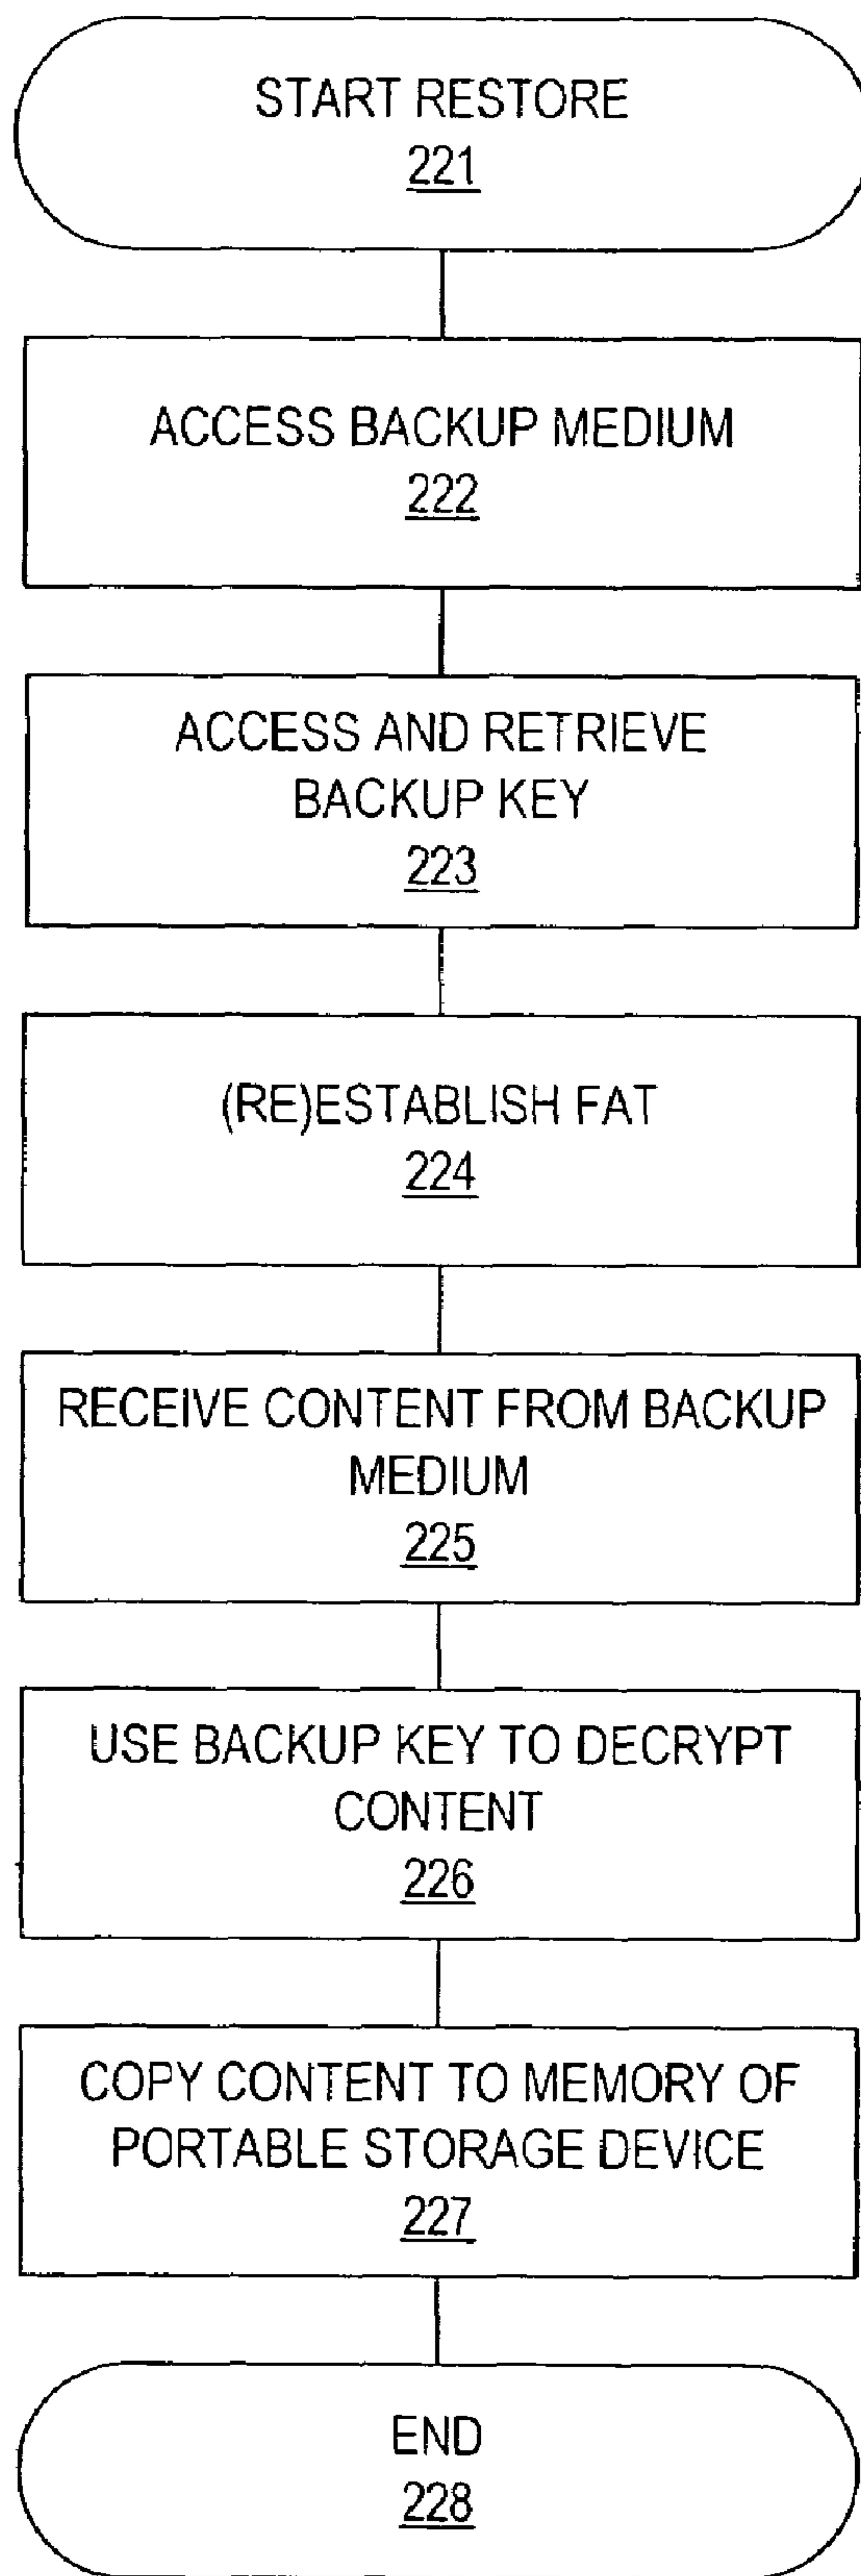 START RESTORE
221
ACCESS BACKUP MEDIUM
222
ACCESS AND RETRIEVE
BACKUP KEY
223
(RE)ESTABLISH FAT
224
RECEIVE CONTENT FROM BACKUP
MEDIUM
225
USE BACKUP KEY TO DECRYPT
CONTENT
226
COPY CONTENT TO MEMORY OF
PORTABLE STORAGE DEVICE
227
END
228